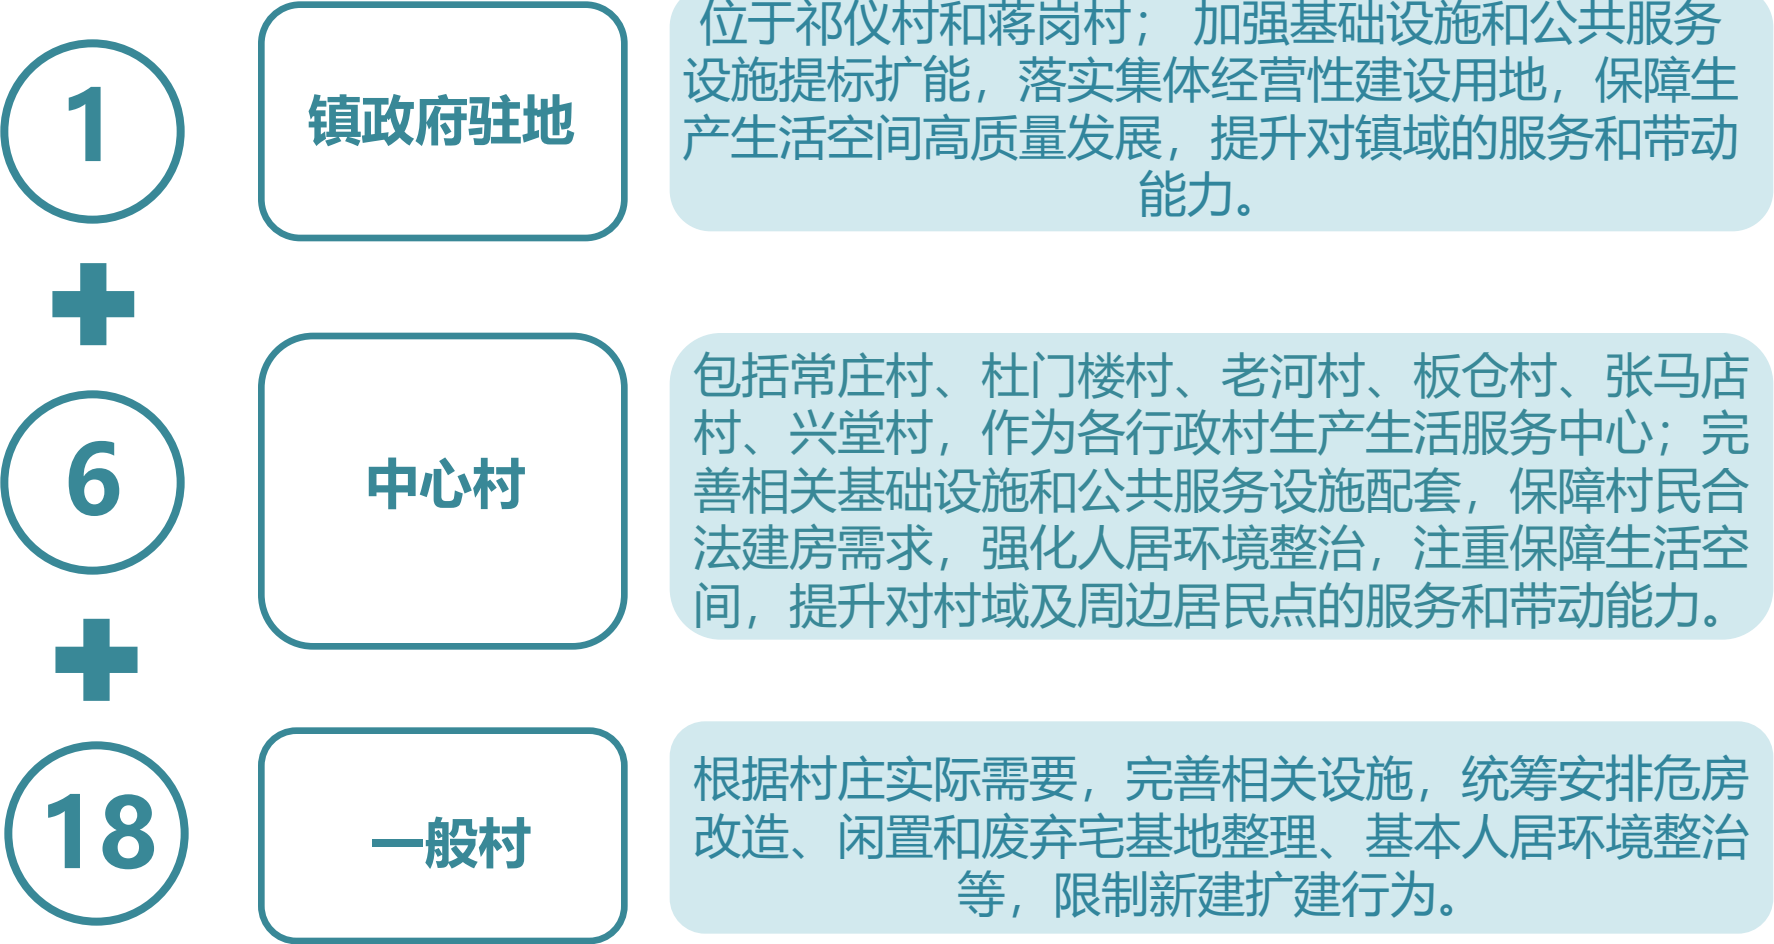 1
镇政府驻地
位于祁仪村和蒋岗村； 加强基础设施和公共服务
设施提标扩能，落实集体经营性建设用地，保障生
产生活空间高质量发展，提升对镇域的服务和带动
能力。
6
中心村
包括常庄村、杜门楼村、老河村、板仓村、张马店
村、兴堂村，作为各行政村生产生活服务中心；完
善相关基础设施和公共服务设施配套，保障村民合
法建房需求，强化人居环境整治，注重保障生活空
间，提升对村域及周边居民点的服务和带动能力。
18
一般村
根据村庄实际需要，完善相关设施，统筹安排危房
改造、闲置和废弃宅基地整理、基本人居环境整治
等，限制新建扩建行为。